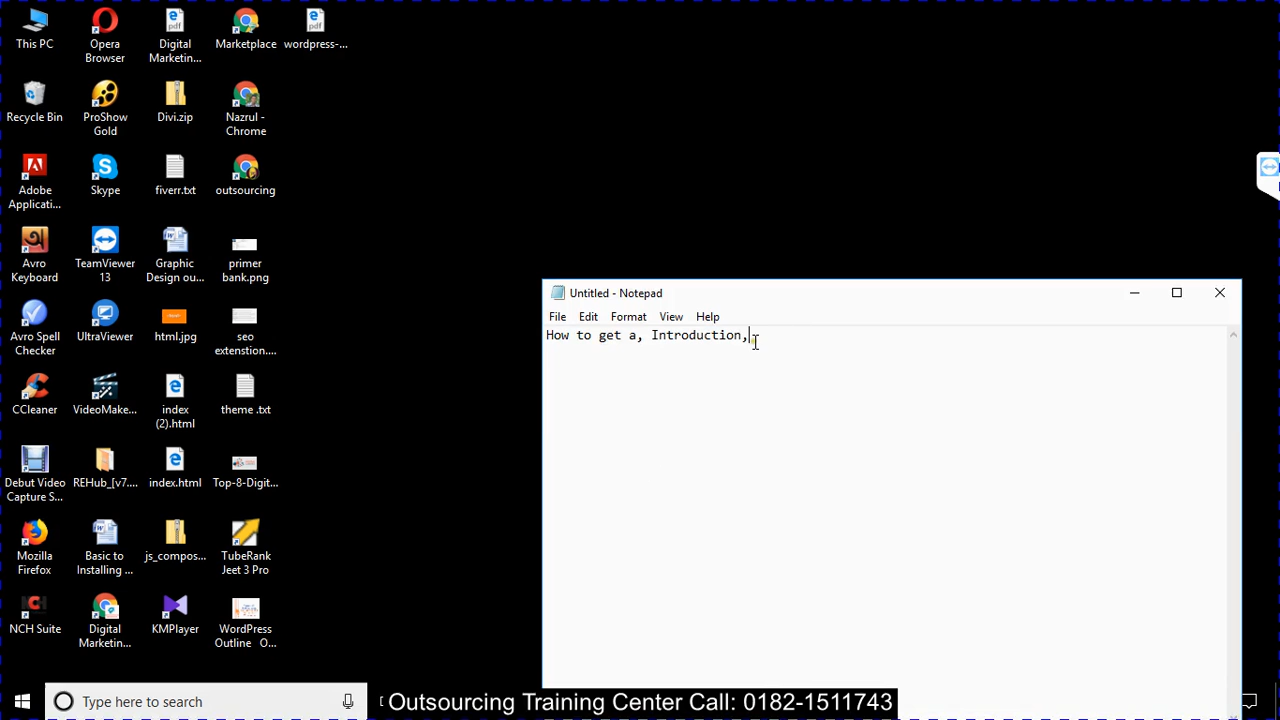 This PC
Opera
Browser
Digital
Marketin...
Marketplace
wordpress-...
Recycle Bin
ProShow
Gold
Divi.zip
Nazrul -
Chrome
Adobe
Applicati...
Skype
fiverr.txt
outsourcing
Avro
Keyboard
TeamViewer
13
Graphic
Design ou...
primer
bank.png
Avro Spell
Checker
UltraViewer
html.jpg
seo
extenstion....
CCleaner
VideoMake...
index
(2).html
theme .txt
Debut Video
Capture S...
REHub_[v7....
index.html
Top-8-Digit...
Mozilla
Firefox
Basic to
Installing ...
js_compos...
TubeRank
Jeet 3 Pro
NCH Suite
Digital
Marketin...
KMPlayer
WordPress
Outline O...
Untitled - Notepad
File Edit Format View Help
How to get a, Introduction,
Type here to search
Outsourcing Training Center Call: 0182-1511743